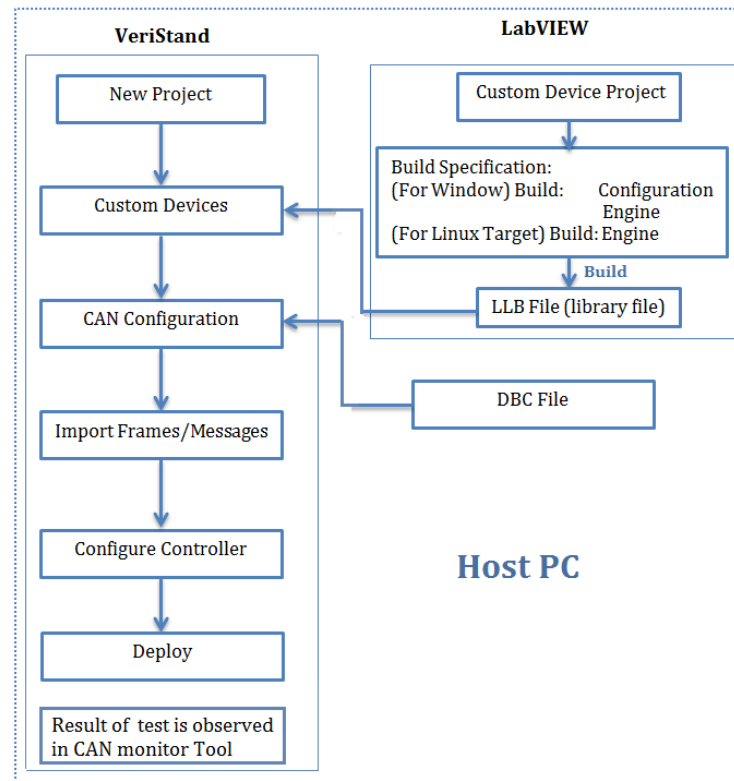 VeriStand
New Project
Custom Devices
CAN Configuration
Import Frames/Messages
Configure Controller
Deploy
Result of test is observed
in CAN monitor Tool
LabVIEW
Custom Device Project
Build Specification:
(For Window) Build: Configuration
Engine
(For Linux Target) Build: Engine
Build
LLB File (library file)
DBC File
Host PC